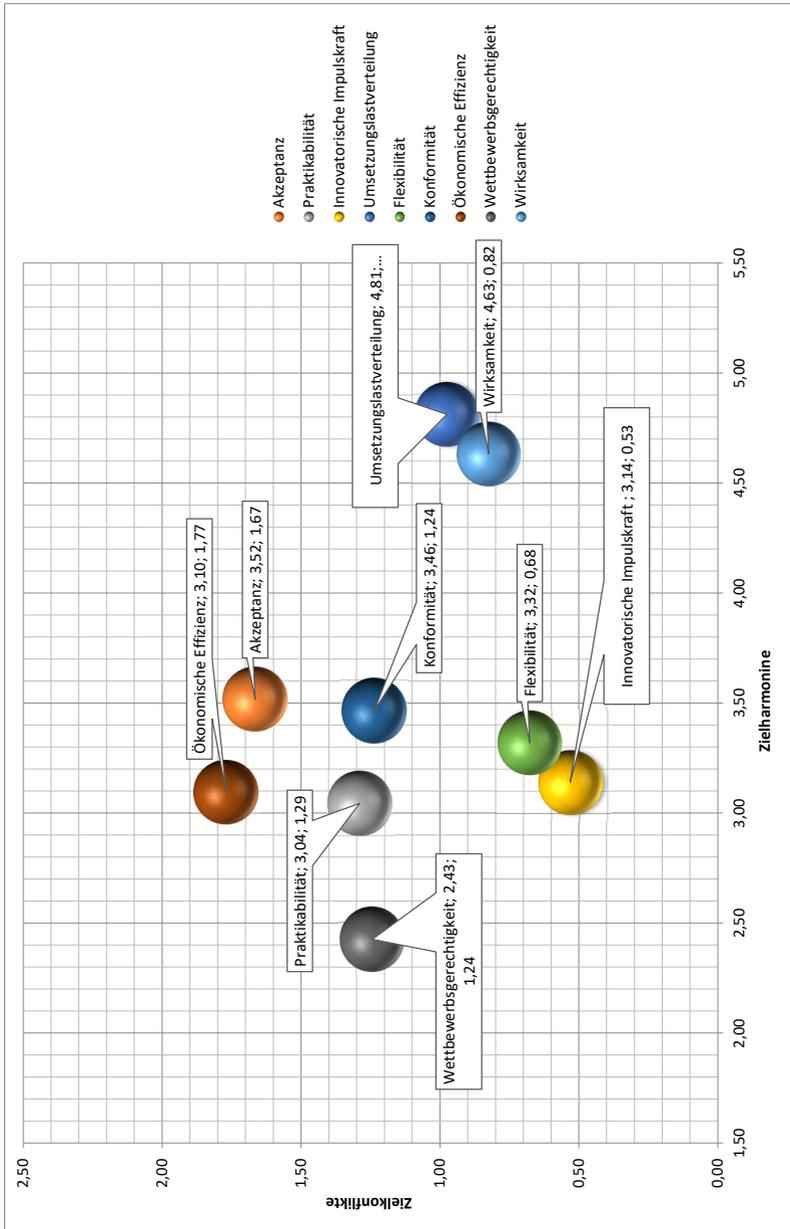 Zielkonflikte
2,50
2,00
1,50
1,00
0,50
0,00
1,50
2,00
2,50
3,00
3,50
4,00
4,50
5,00
5,50
Zielharmonine
Ökonomische Effizienz; 3,10; 1,77
Akzeptanz; 3,52; 1,67
Praktikabilität; 3,04; 1,29
Konformität; 3,46; 1,24
Wettbewerbsgerechtigkeit; 2,43;
1,24
Umsetzungslastverteilung; 4,81;...
Wirksamkeit; 4,63; 0,82
Flexibilität; 3,32; 0,68
Innovatorische Impulskraft ; 3,14; 0,53
Akzeptanz
Praktikabilität
Innovatorische Impulskraft
Umsetzungslastverteilung
Flexibilität
Konformität
Ökonomische Effizienz
Wettbewerbsgerechtigkeit
Wirksamkeit